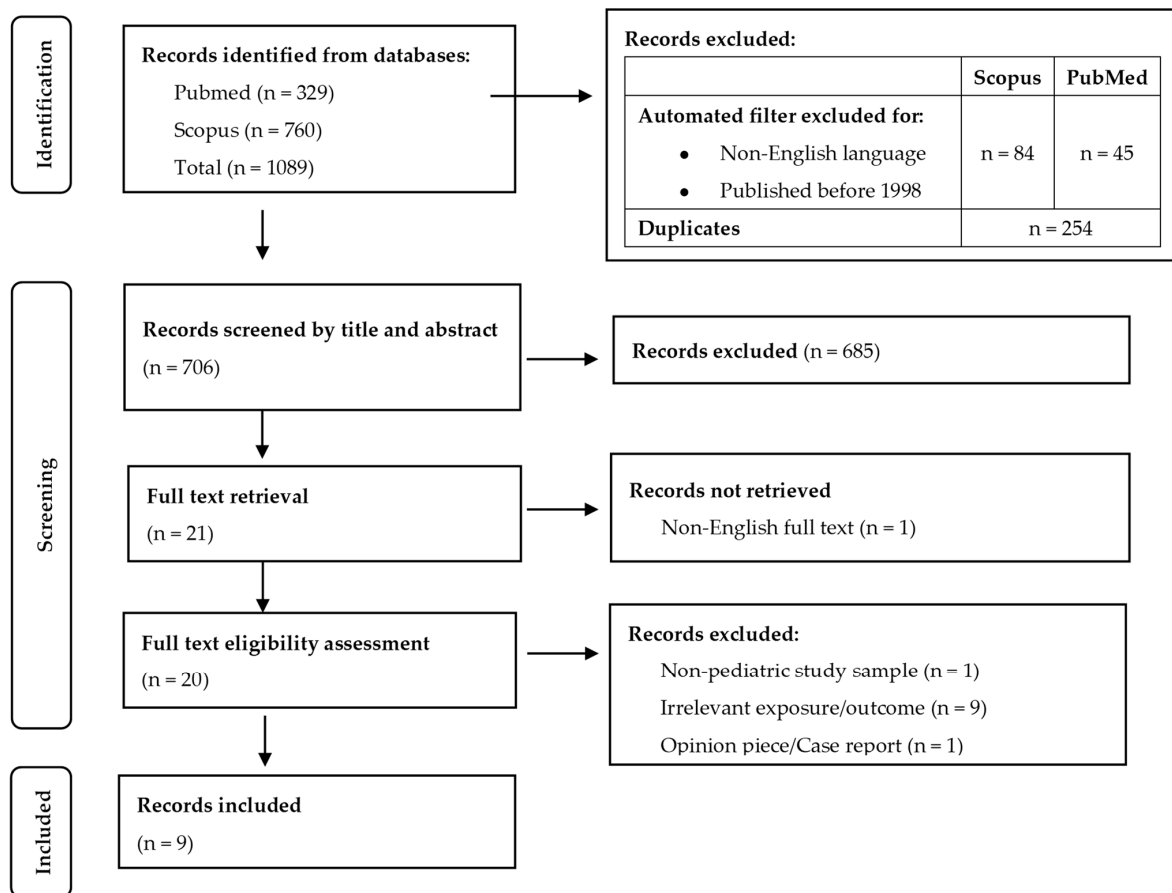 Identification
Records identified from databases:
Pubmed (n = 329)
Scopus (n = 760)
Total (n = 1089)
Records excluded:
Scopus PubMed
Automated filter excluded for:
● Non-English language n = 84 n = 45
● Published before 1998
Duplicates n = 254
Screening
Records screened by title and abstract
(n = 706)
Records excluded (n = 685)
Full text retrieval
(n = 21)
Records not retrieved
Non-English full text (n = 1)
Full text eligibility assessment
(n = 20)
Records excluded:
Non-pediatric study sample (n = 1)
Irrelevant exposure/outcome (n = 9)
Opinion piece/Case report (n = 1)
Included
Records included
(n = 9)